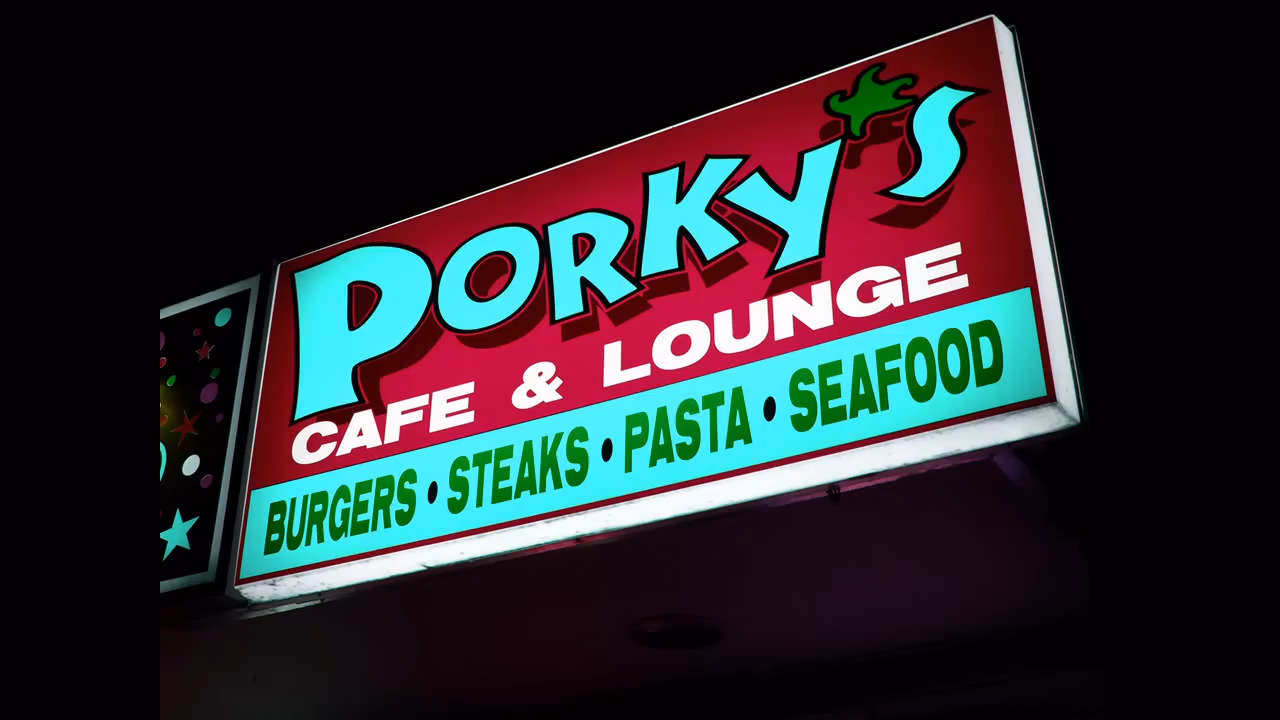 PORKY'S
CAFE & LOUNGE
BURGERS • STEAKS • PASTA • SEAFOOD